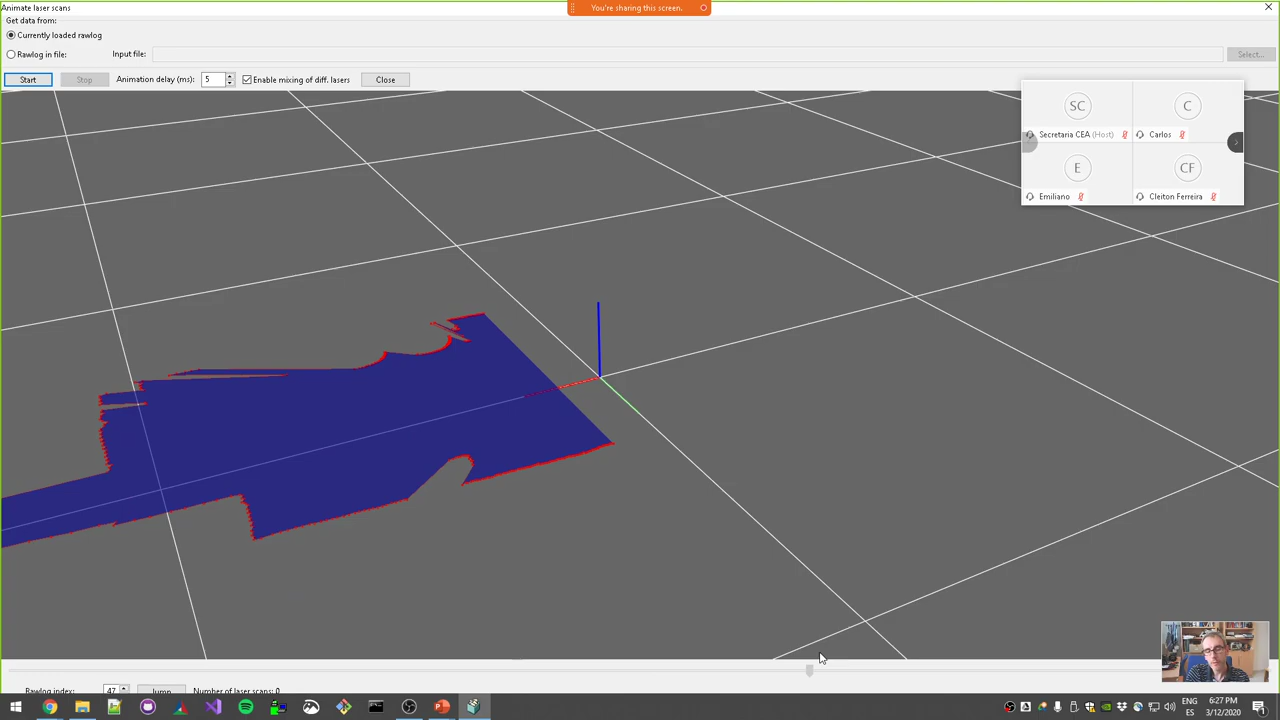 Animate laser scans
You're sharing this screen.
Get data from:
Currently loaded rawlog
Rawlog in file:
Input file:
Select...
Start
Stop
Animation delay (ms):
5
Enable mixing of diff. lasers
Close
SC
C
Secretaria CEA (Host)
Carlos
E
CF
Emiliano
Cleiton Ferreira
Rawlog index:
47
Jump
Number of laser scans: 0
ENG
ES
6:27 PM
3/12/2020
1